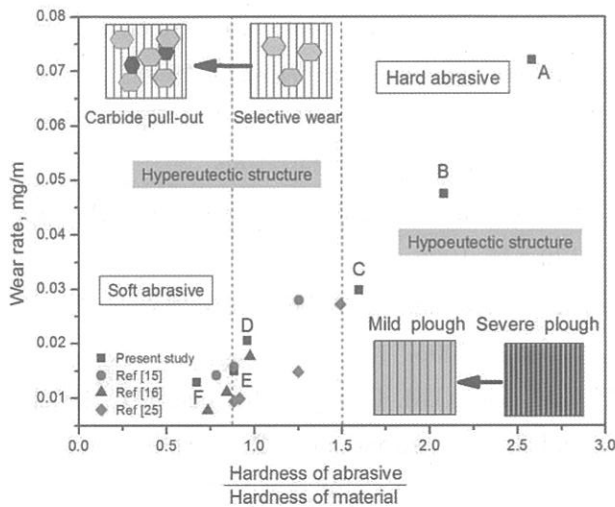 0.08
0.07
0.06
0.05
0.04
0.03
0.02
0.01
Wear rate, mg/m
Carbide pull-out
Selective wear
Hard abrasive
A
Hypereutectic structure
B
Hypoeutectic structure
C
Soft abrasive
D
Mild plough
Severe plough
E
F
Present study
Ref [15]
Ref [16]
Ref [25]
0.0
0.5
1.0
1.5
2.0
2.5
3.0
Hardness of abrasive
Hardness of material